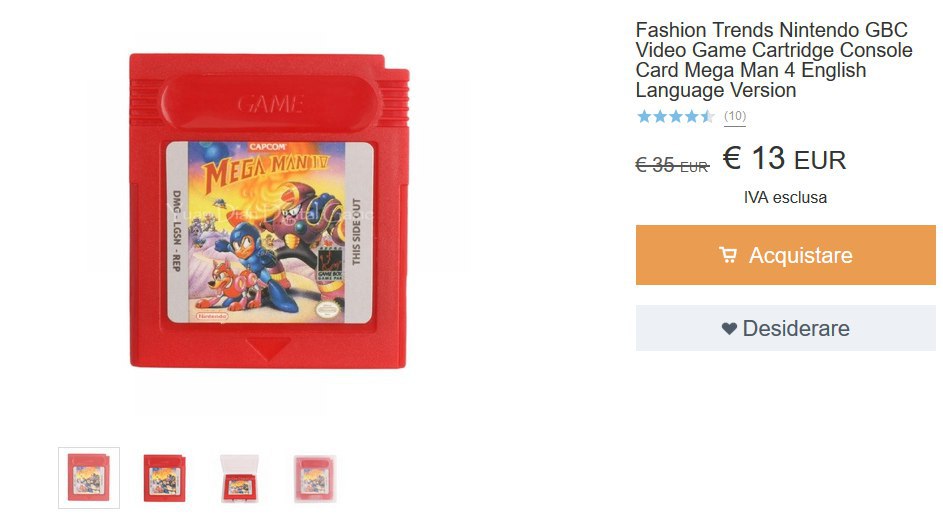 Fashion Trends Nintendo GBC
Video Game Cartridge Console
Card Mega Man 4 English
Language Version
(10)
€ 35 EUR
€ 13 EUR
IVA esclusa
Acquistare
Desiderare
GAME
CAPCOM
MEGA MAN IV
DMG - LGSN - REP
THIS SIDE OUT
GAME BOY
GAME PAK
Nintendo